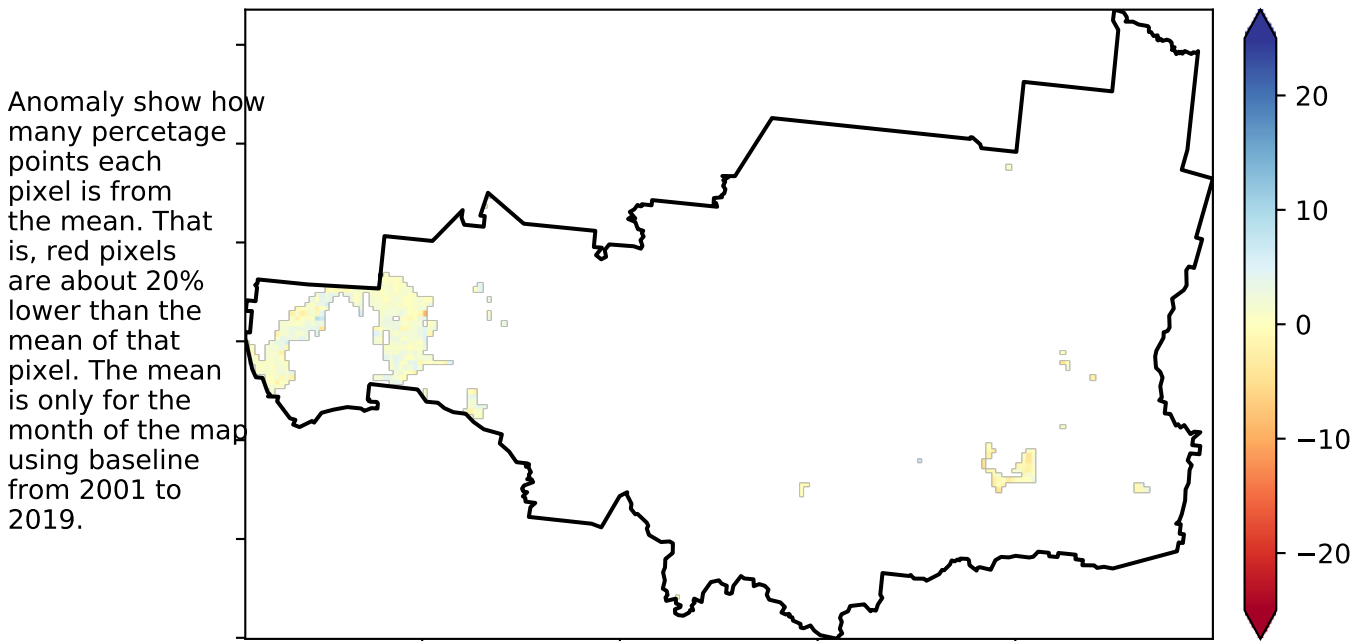 Anomaly show how
many percetage
points each
pixel is from
the mean. That
is, red pixels
are about 20%
lower than the
mean of that
pixel. The mean
is only for the
month of the map
using baseline
from 2001 to
2019.
20
10
0
−10
−20